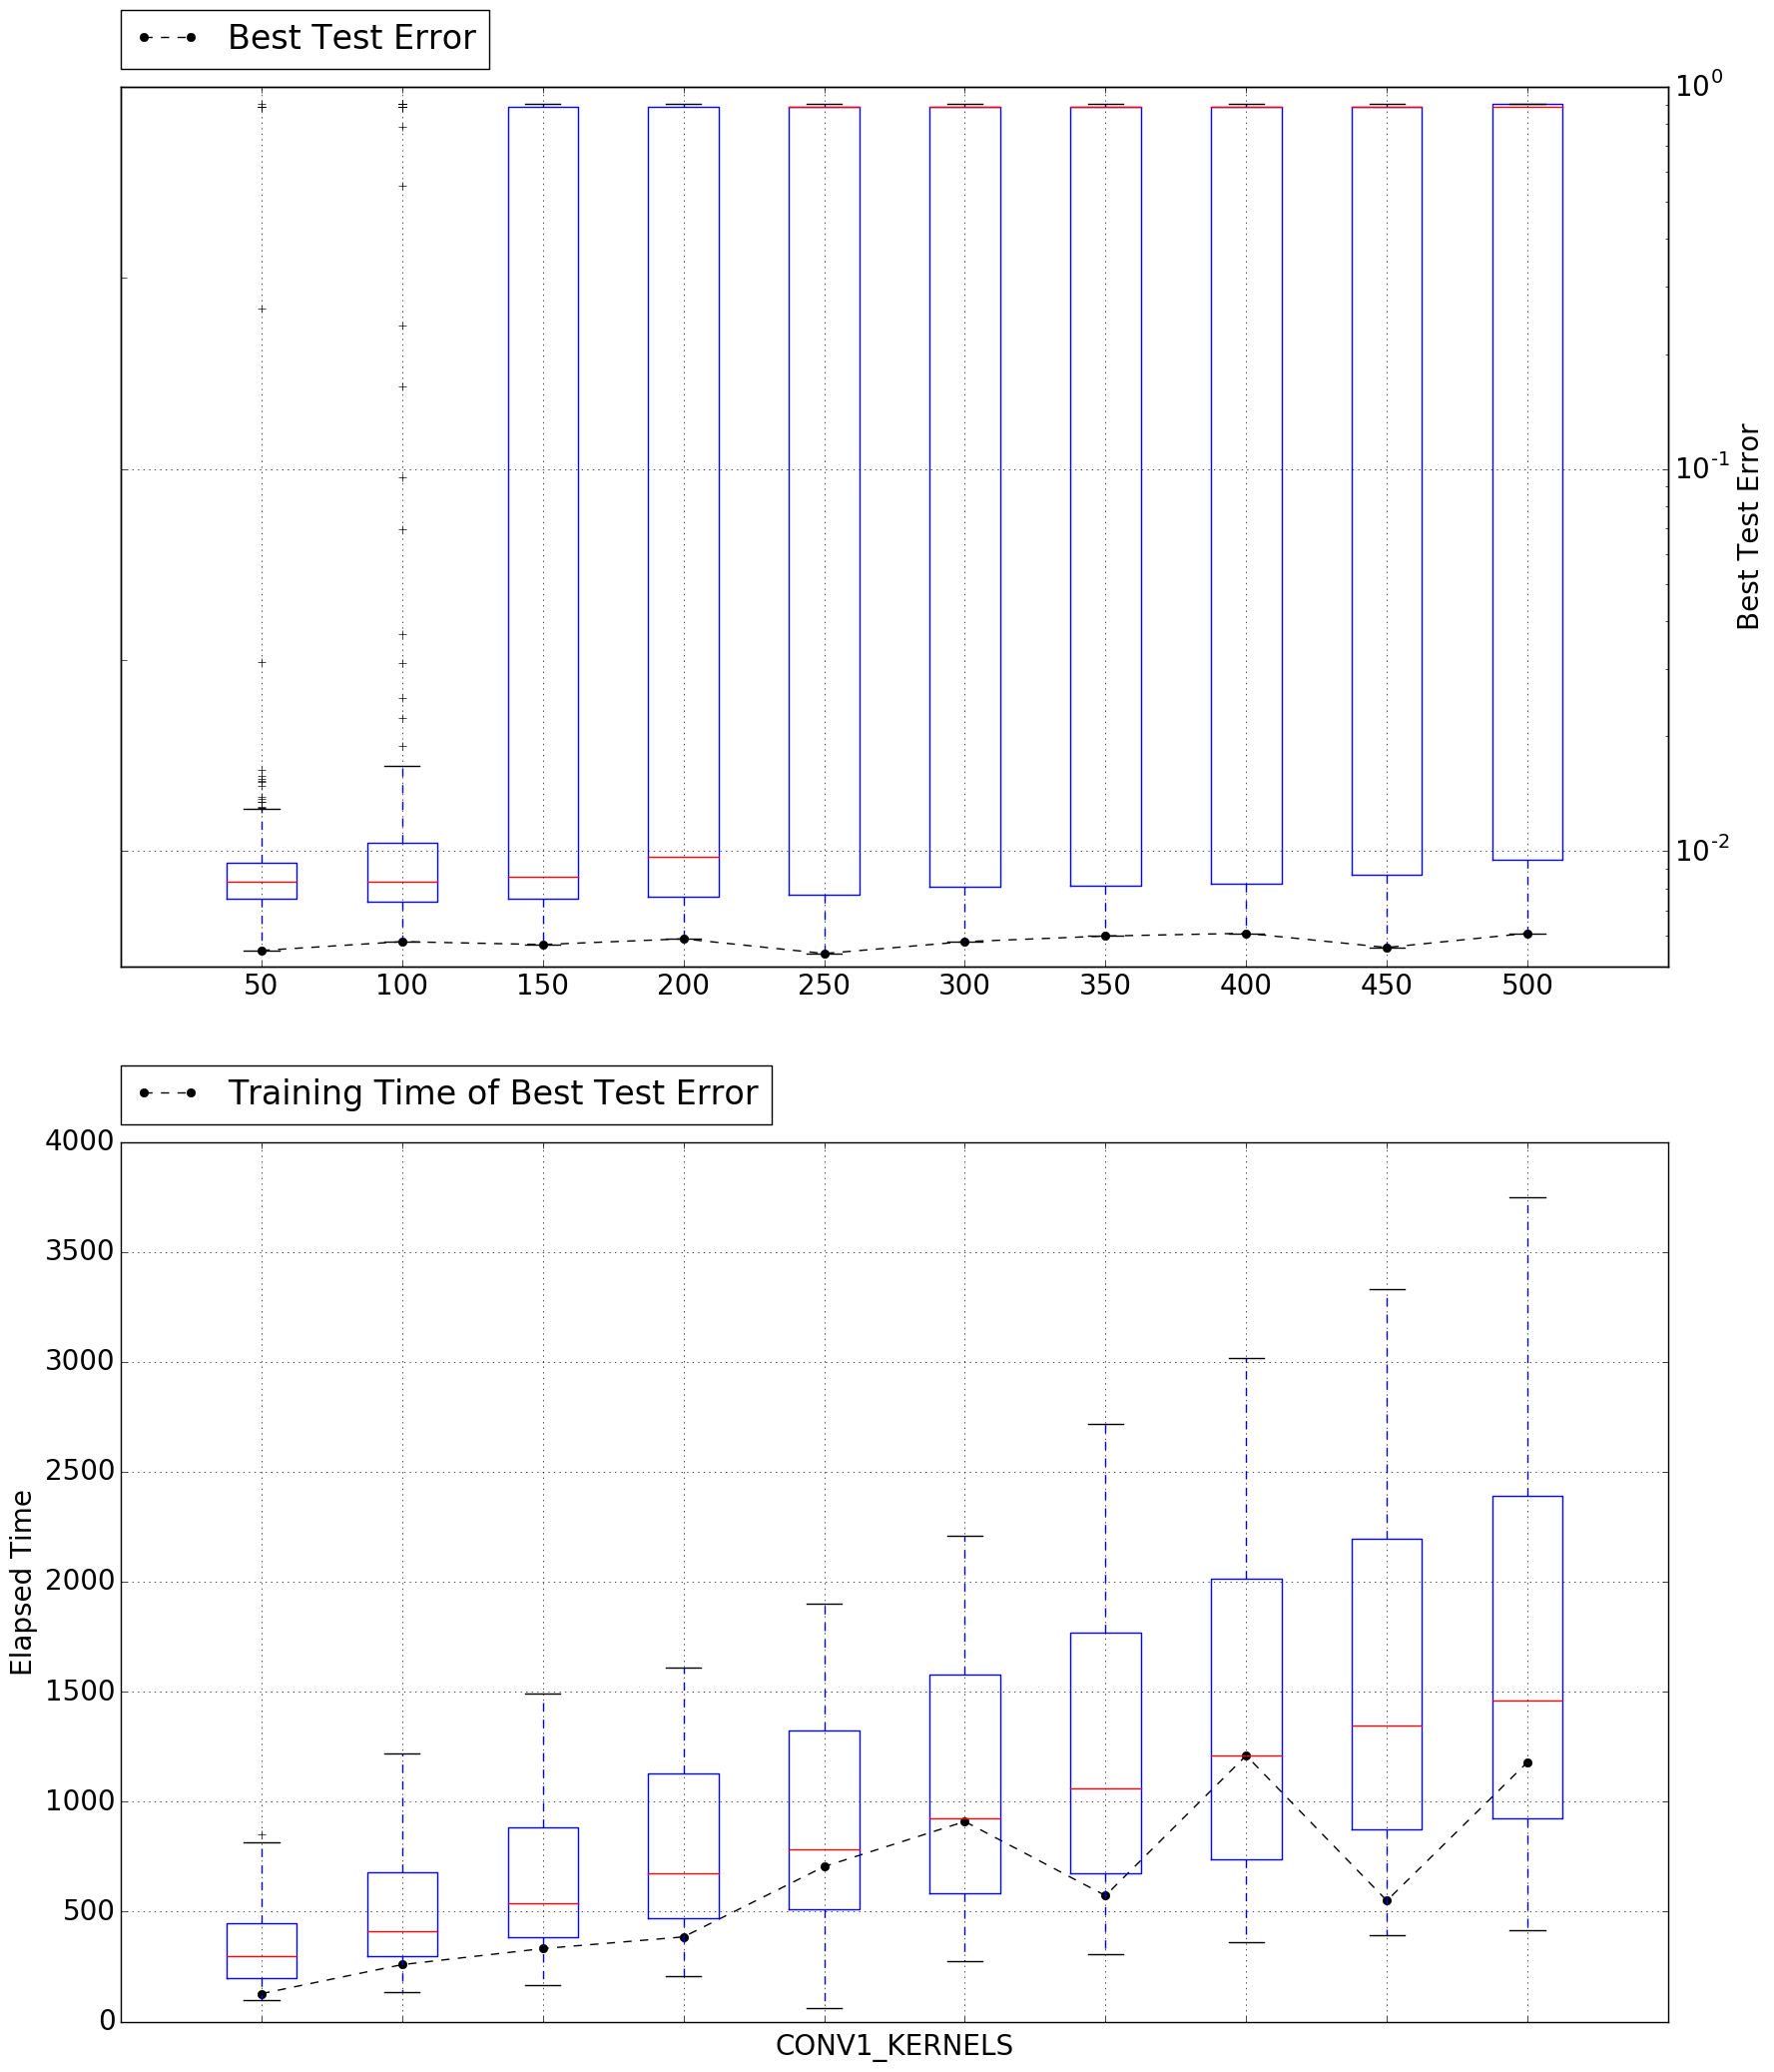 Best Test Error
10^0
10^-1
10^-2
Best Test Error
50 100 150 200 250 300 350 400 450 500
Training Time of Best Test Error
4000
3500
3000
2500
2000
1500
1000
500
0
Elapsed Time
CONV1_KERNELS